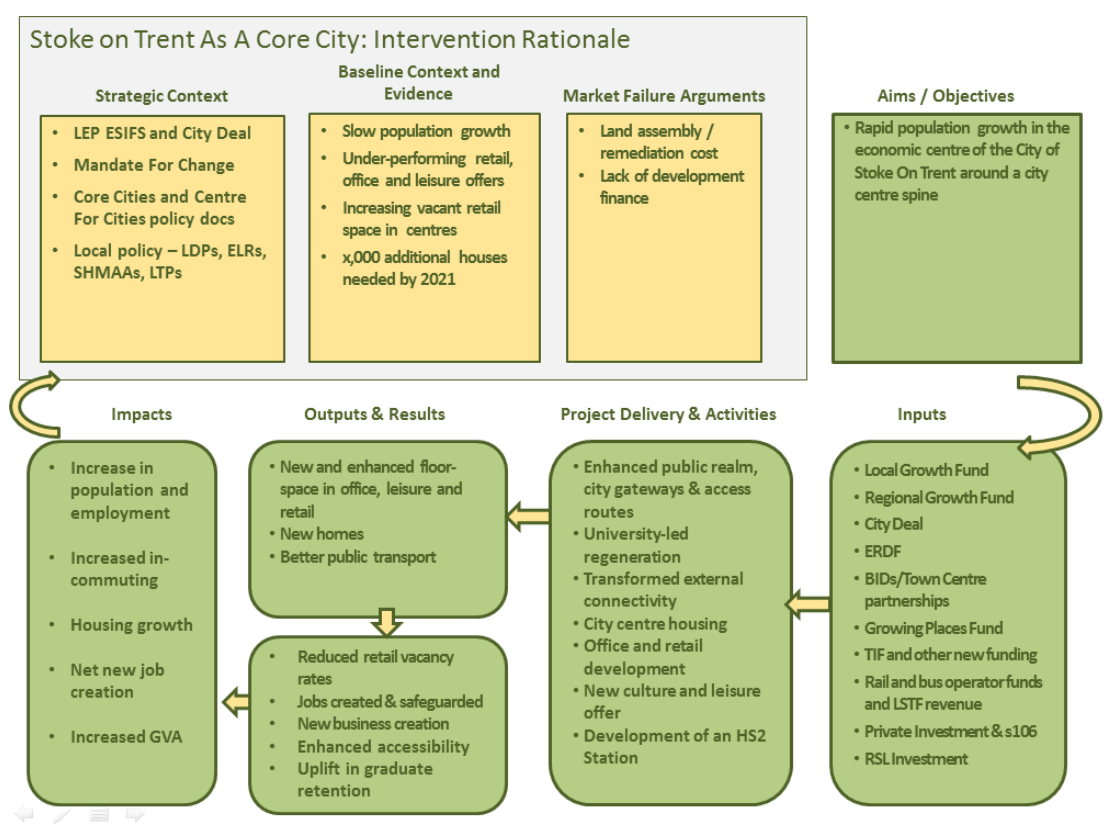 Stoke on Trent As A Core City: Intervention Rationale
Strategic Context
• LEP ESIFS and City Deal
• Mandate For Change
• Core Cities and Centre
For Cities policy docs
• Local policy – LDPs, ELRs,
SHMAAs, LTPs
Baseline Context and
Evidence
• Slow population growth
• Under-performing retail,
office and leisure offers
• Increasing vacant retail
space in centres
• x,000 additional houses
needed by 2021
Market Failure Arguments
• Land assembly /
remediation cost
• Lack of development
finance
Aims / Objectives
• Rapid population growth in the
economic centre of the City of
Stoke On Trent around a city
centre spine
Inputs
• Local Growth Fund
• Regional Growth Fund
• City Deal
• ERDF
• BIDs/Town Centre
partnerships
• Growing Places Fund
• TIF and other new funding
• Rail and bus operator funds
and LSTF revenue
• Private Investment & s106
• RSL Investment
Project Delivery & Activities
• Enhanced public realm,
city gateways & access
routes
• University-led
regeneration
• Transformed external
connectivity
• City centre housing
• Office and retail
development
• New culture and leisure
offer
• Development of an HS2
Station
Outputs & Results
• New and enhanced floor-
space in office, leisure and
retail
• New homes
• Better public transport
• Reduced retail vacancy
rates
• Jobs created & safeguarded
• New business creation
• Enhanced accessibility
• Uplift in graduate
retention
Impacts
• Increase in
population and
employment
• Increased in-
commuting
• Housing growth
• Net new job
creation
• Increased GVA